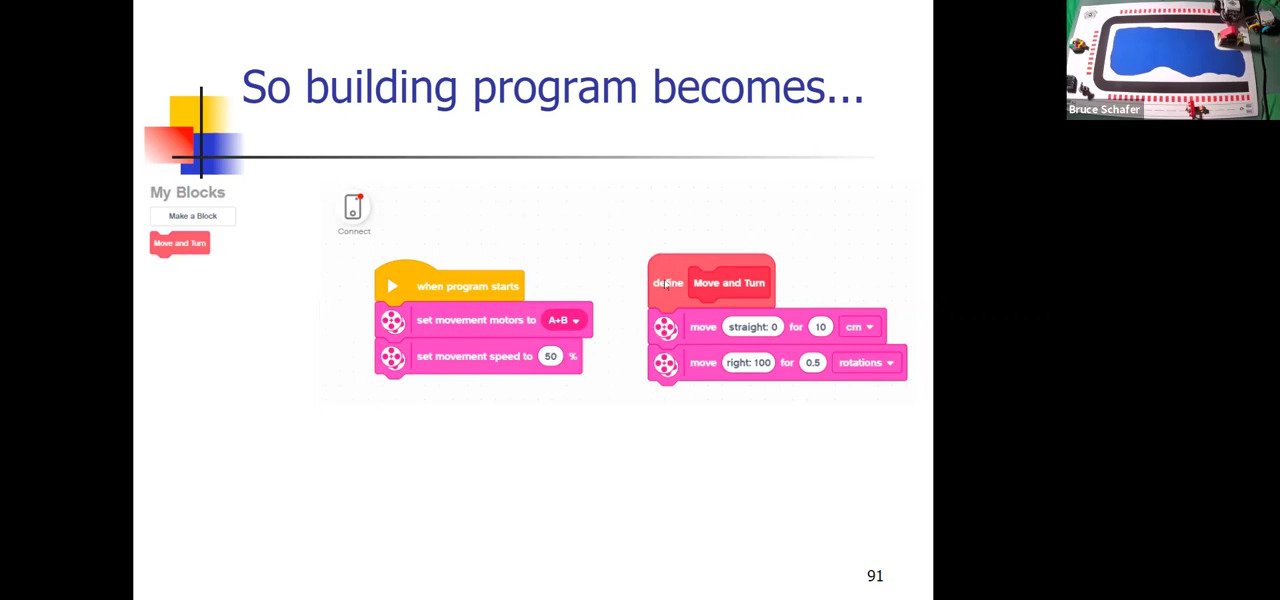 So building program becomes...
Bruce Schafer
My Blocks
Make a Block
Move and Turn
Connect
when program starts
set movement motors to A+B
set movement speed to 50 %
define Move and Turn
move straight: 0 for 10 cm
move right: 100 for 0.5 rotations
91